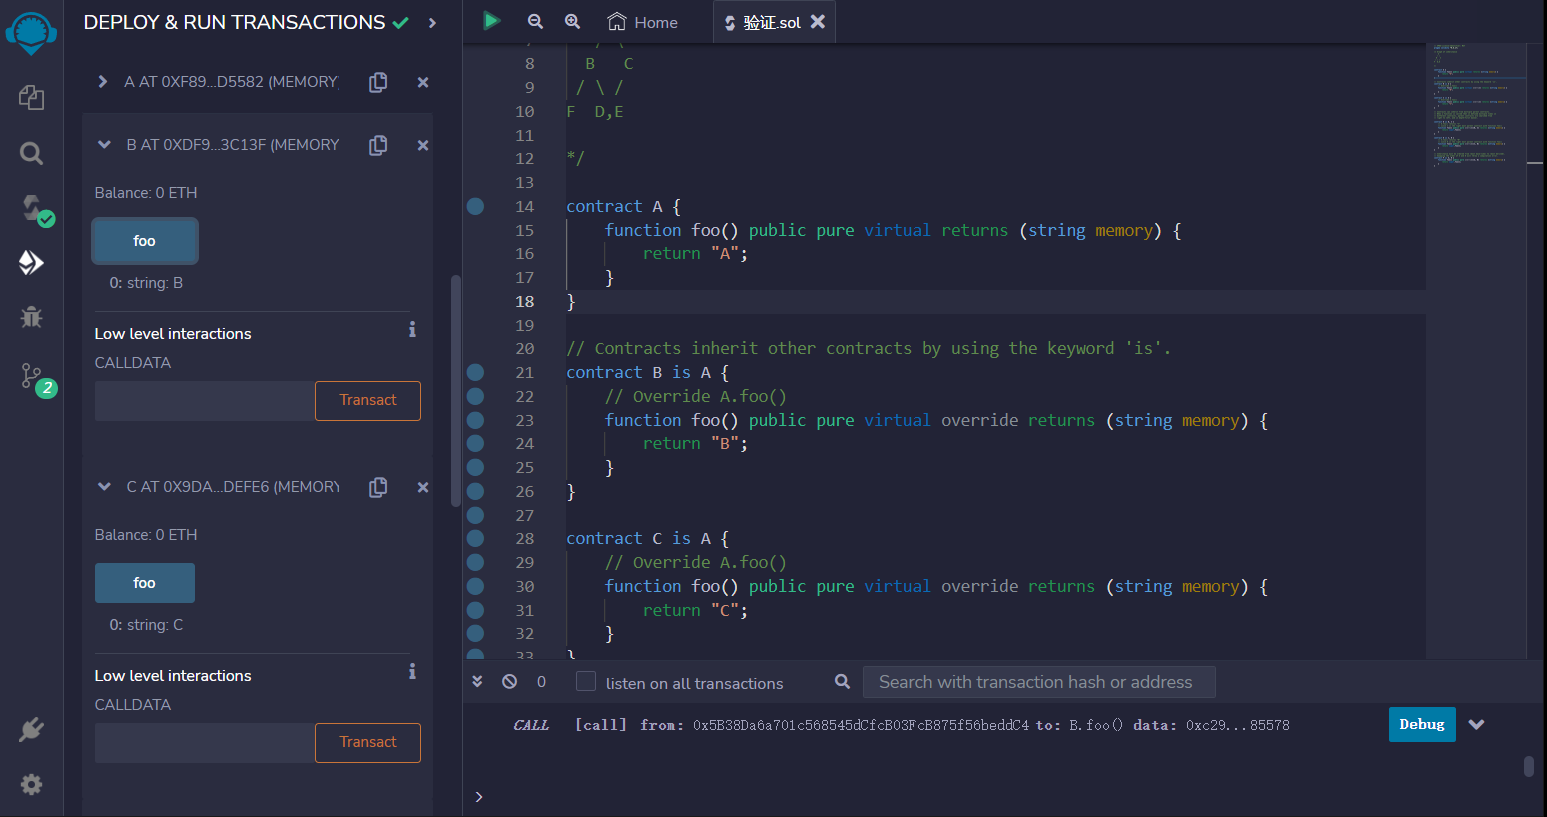 DEPLOY & RUN TRANSACTIONS
A AT 0XF89...D5582 (MEMORY)
B AT 0XDF9...3C13F (MEMORY
Balance: 0 ETH
foo
0: string: B
Low level interactions
CALLDATA
Transact
C AT 0X9DA...DEFE6 (MEMORY
Balance: 0 ETH
foo
0: string: C
Low level interactions
CALLDATA
Transact
2
Home
验证.sol
8   B   C
9  / \ /
10 F  D,E
11
12 */
13
14 contract A {
15     function foo() public pure virtual returns (string memory) {
16         return "A";
17     }
18 }
19
20 // Contracts inherit other contracts by using the keyword 'is'.
21 contract B is A {
22     // Override A.foo()
23     function foo() public pure virtual override returns (string memory) {
24         return "B";
25     }
26 }
27
28 contract C is A {
29     // Override A.foo()
30     function foo() public pure virtual override returns (string memory) {
31         return "C";
32     }
33 }
0
listen on all transactions
Search with transaction hash or address
CALL [call] from: 0x5B38Da6a701c568545dCfcB03FcB875f56beddC4 to: B.foo() data: 0xc29...85578
Debug
>